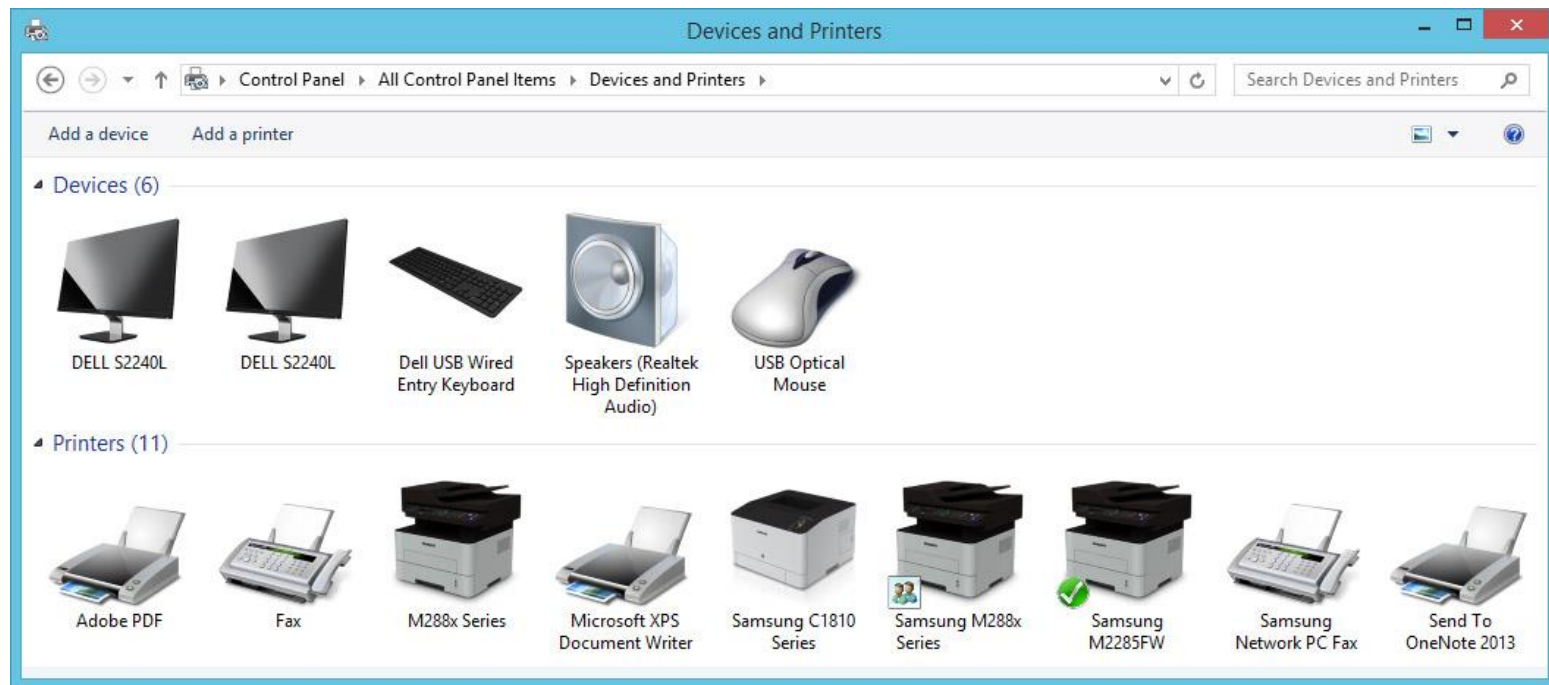 Devices and Printers
Control Panel
All Control Panel Items
Devices and Printers
Search Devices and Printers
Add a device
Add a printer
Devices (6)
DELL S2240L
DELL S2240L
Dell USB Wired
Entry Keyboard
Speakers (Realtek
High Definition
Audio)
USB Optical
Mouse
Printers (11)
Adobe PDF
Fax
M288x Series
Microsoft XPS
Document Writer
Samsung C1810
Series
Samsung M288x
Series
Samsung
M2285FW
Samsung
Network PC Fax
Send To
OneNote 2013